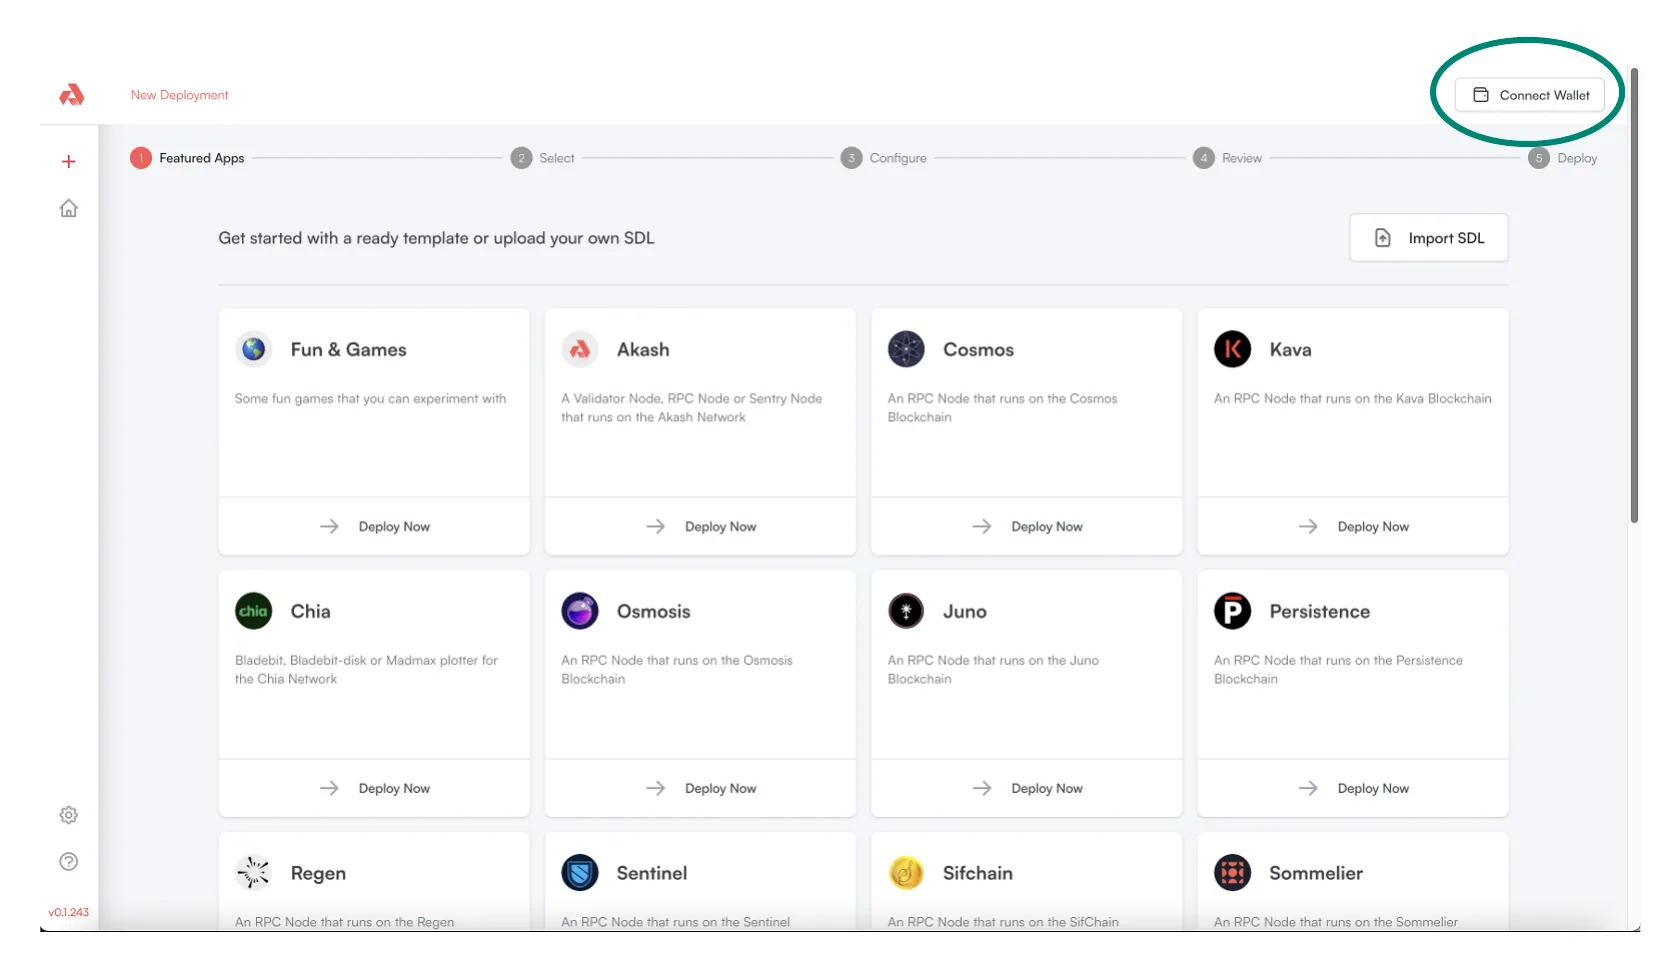 New Deployment
Connect Wallet
1 Featured Apps
2 Select
3 Configure
4 Review
5 Deploy
Get started with a ready template or upload your own SDL
Import SDL
Fun & Games
Some fun games that you can experiment with
Deploy Now
Akash
A Validator Node, RPC Node or Sentry Node
that runs on the Akash Network
Deploy Now
Cosmos
An RPC Node that runs on the Cosmos
Blockchain
Deploy Now
Kava
An RPC Node that runs on the Kava Blockchain
Deploy Now
chia
Chia
Bladebit, Bladebit-disk or Madmax plotter for
the Chia Network
Deploy Now
Osmosis
An RPC Node that runs on the Osmosis
Blockchain
Deploy Now
Juno
An RPC Node that runs on the Juno
Blockchain
Deploy Now
Persistence
An RPC Node that runs on the Persistence
Blockchain
Deploy Now
Regen
An RPC Node that runs on the Regen
Sentinel
An RPC Node that runs on the Sentinel
Sifchain
An RPC Node that runs on the SifChain
Sommelier
An RPC Node that runs on the Sommelier
v0.1.243